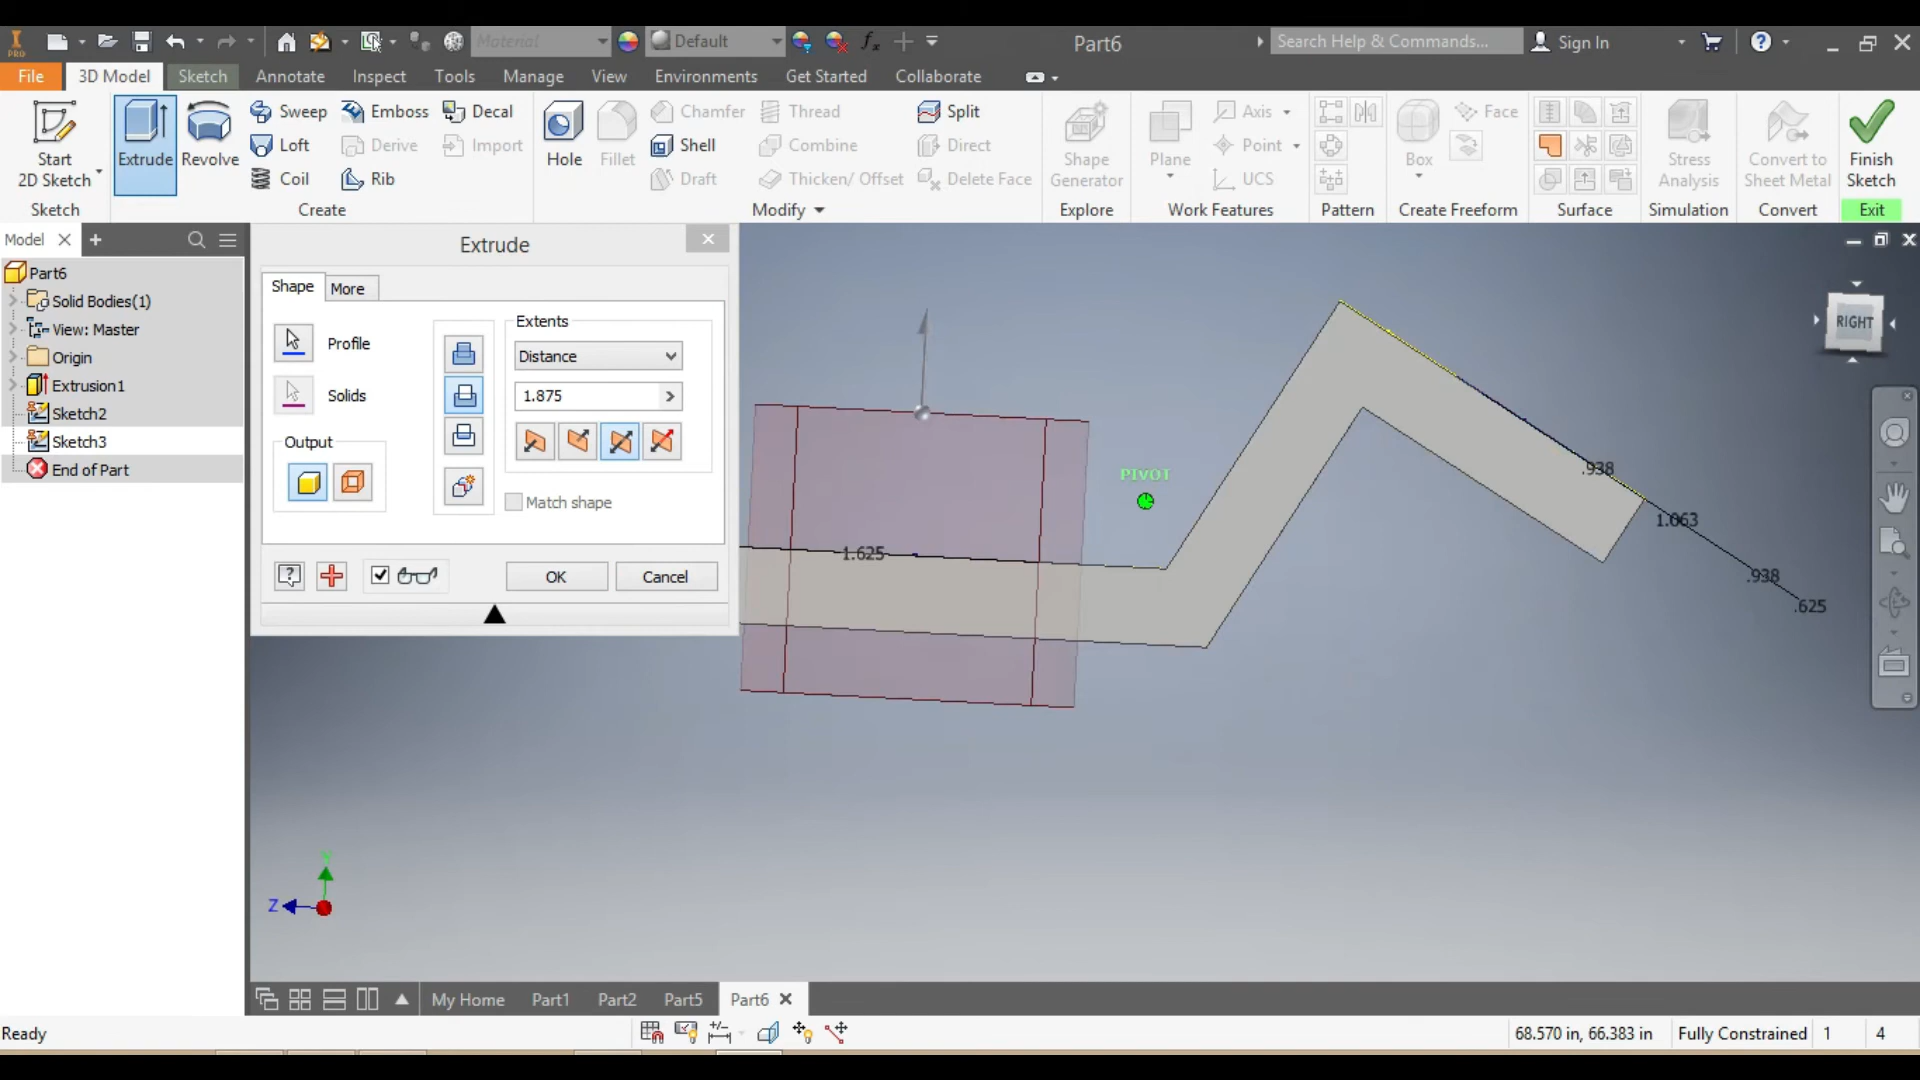 PRO
Material
Default
Part6
Search Help & Commands...
Sign In
File
3D Model
Sketch
Annotate
Inspect
Tools
Manage
View
Environments
Get Started
Collaborate
Start
2D Sketch
Extrude
Revolve
Sweep
Loft
Coil
Emboss
Derive
Rib
Decal
Import
Hole
Fillet
Chamfer
Shell
Draft
Thread
Combine
Thicken/ Offset
Split
Direct
Delete Face
Shape
Generator
Plane
Axis
Point
UCS
Box
Face
Stress
Analysis
Convert to
Sheet Metal
Finish
Sketch
Sketch
Create
Modify
Explore
Work Features
Pattern
Create Freeform
Surface
Simulation
Convert
Exit
Model
Part6
Solid Bodies(1)
View: Master
Origin
Extrusion1
Sketch2
Sketch3
End of Part
Extrude
Shape
More
Profile
Solids
Output
Extents
Distance
1.875
Match shape
OK
Cancel
PIVOT
1.625
.938
1.063
.938
.625
RIGHT
Y
Z
My Home
Part1
Part2
Part5
Part6
Ready
68.570 in, 66.383 in
Fully Constrained
1
4